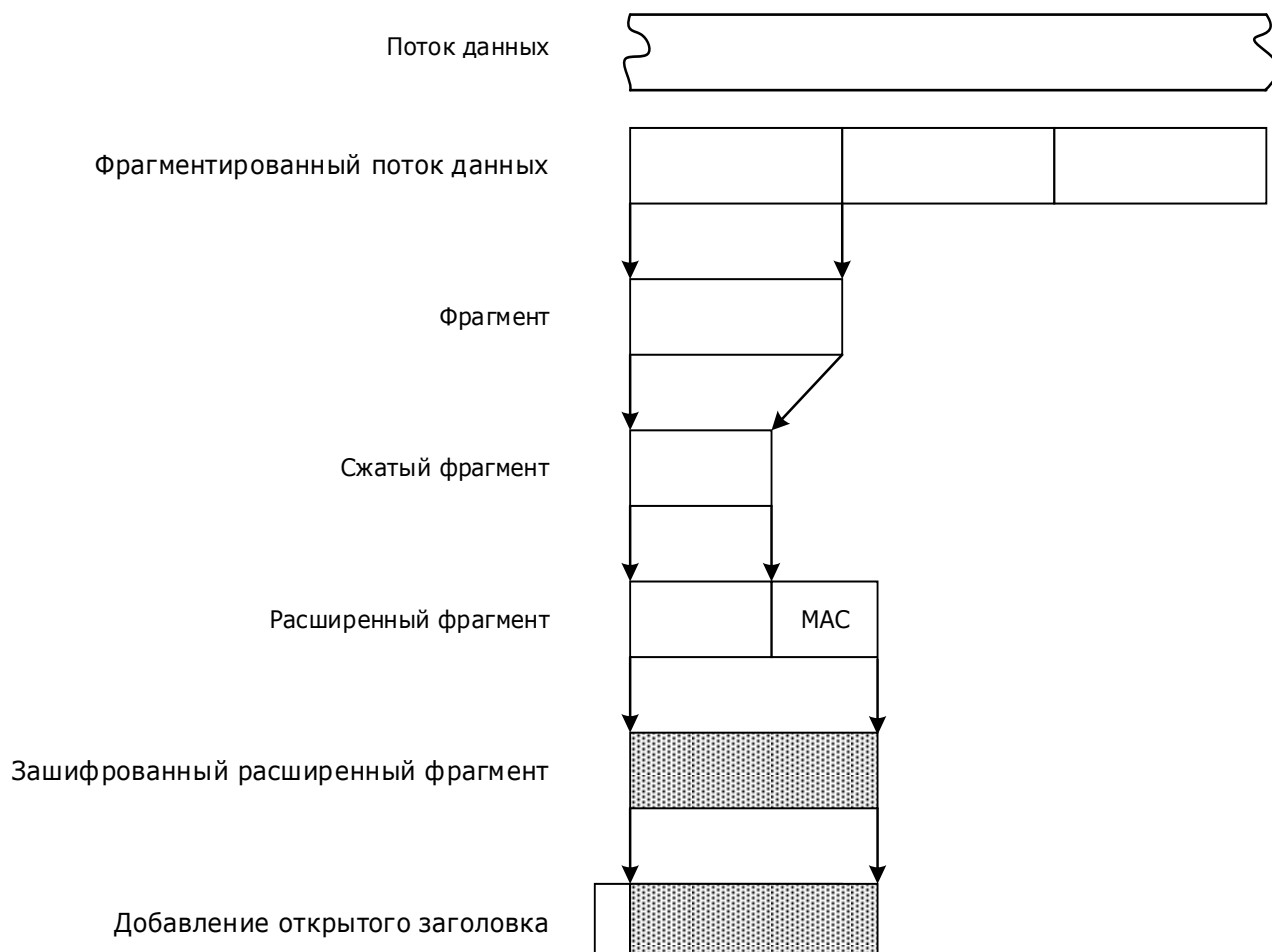 Поток данных
Фрагментированный поток данных
Фрагмент
Сжатый фрагмент
Расширенный фрагмент
MAC
Зашифрованный расширенный фрагмент
Добавление открытого заголовка